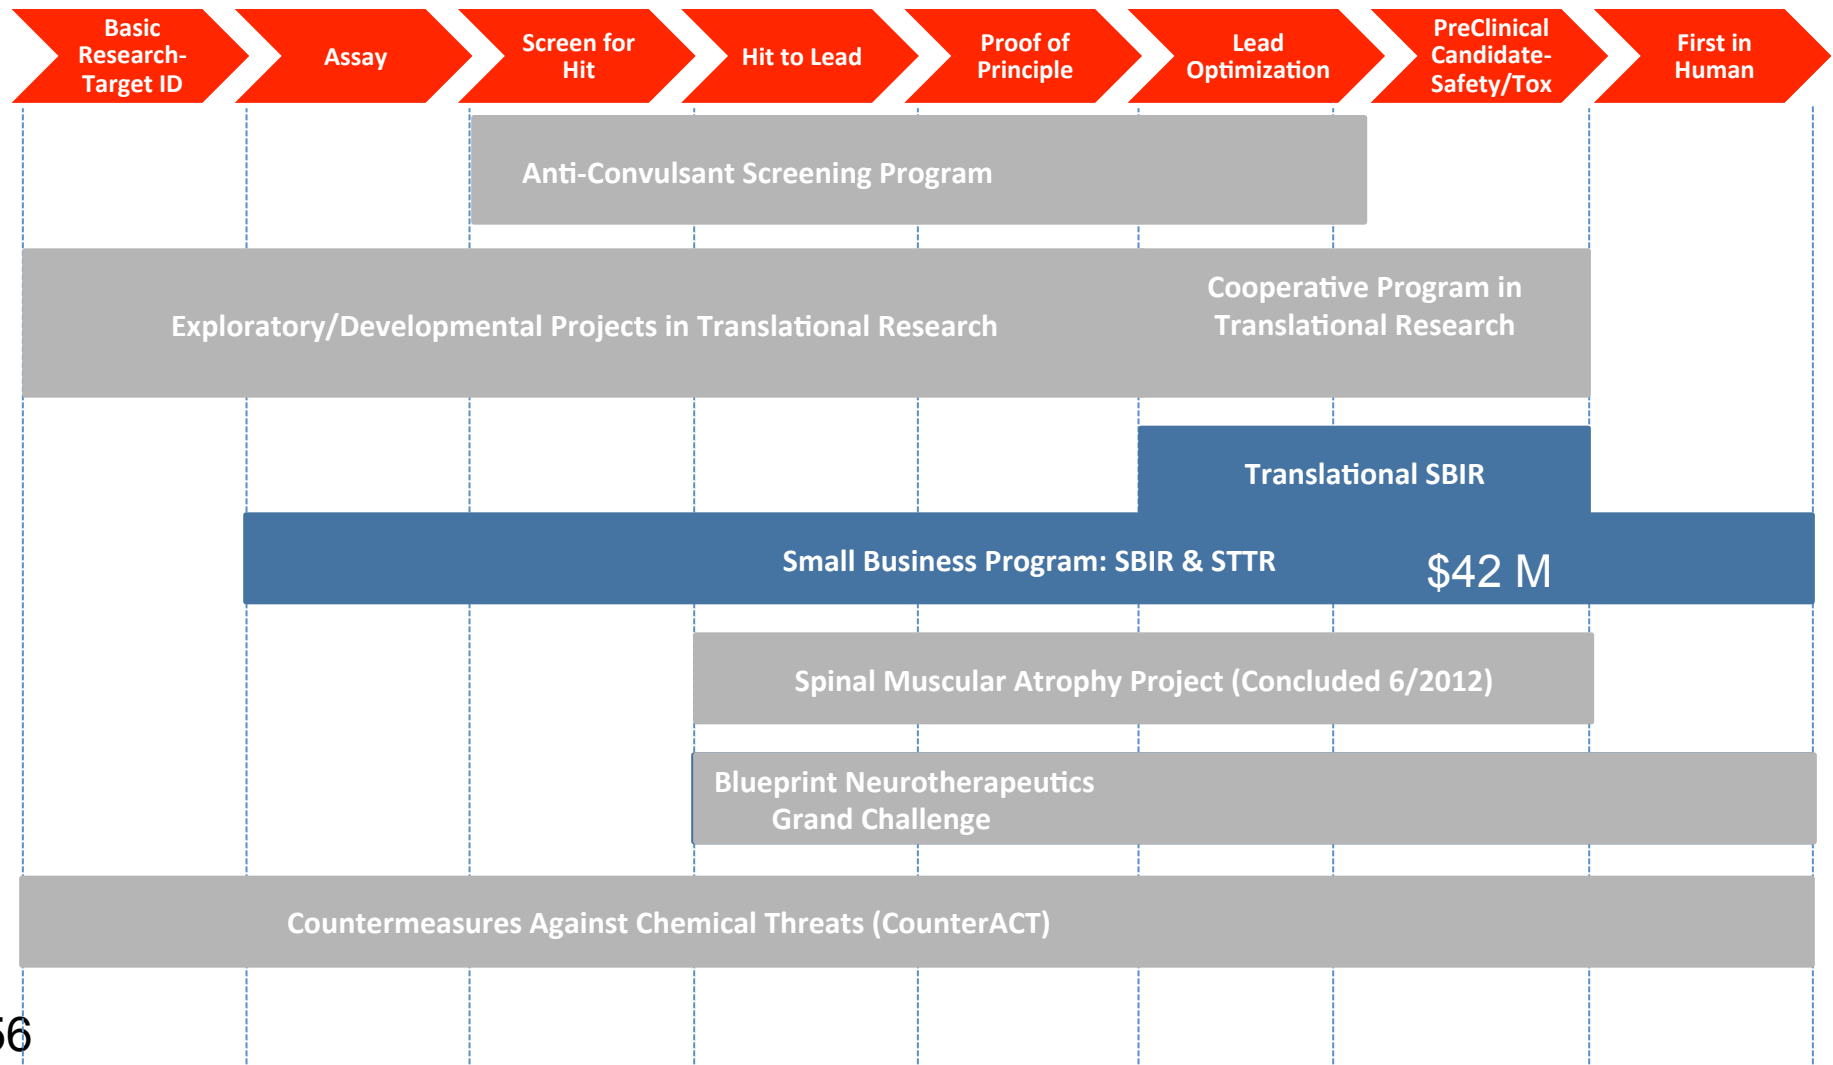 Basic
Research-
Target ID
Assay
Screen for
Hit
Hit to Lead
Proof of
Principle
Lead
Optimization
PreClinical
Candidate-
Safety/Tox
First in
Human
Anti-Convulsant Screening Program
Exploratory/Developmental Projects in Translational Research
Cooperative Program in
Translational Research
Translational SBIR
Small Business Program: SBIR & STTR
$42 M
Spinal Muscular Atrophy Project (Concluded 6/2012)
Blueprint Neurotherapeutics
Grand Challenge
Countermeasures Against Chemical Threats (CounterACT)
56